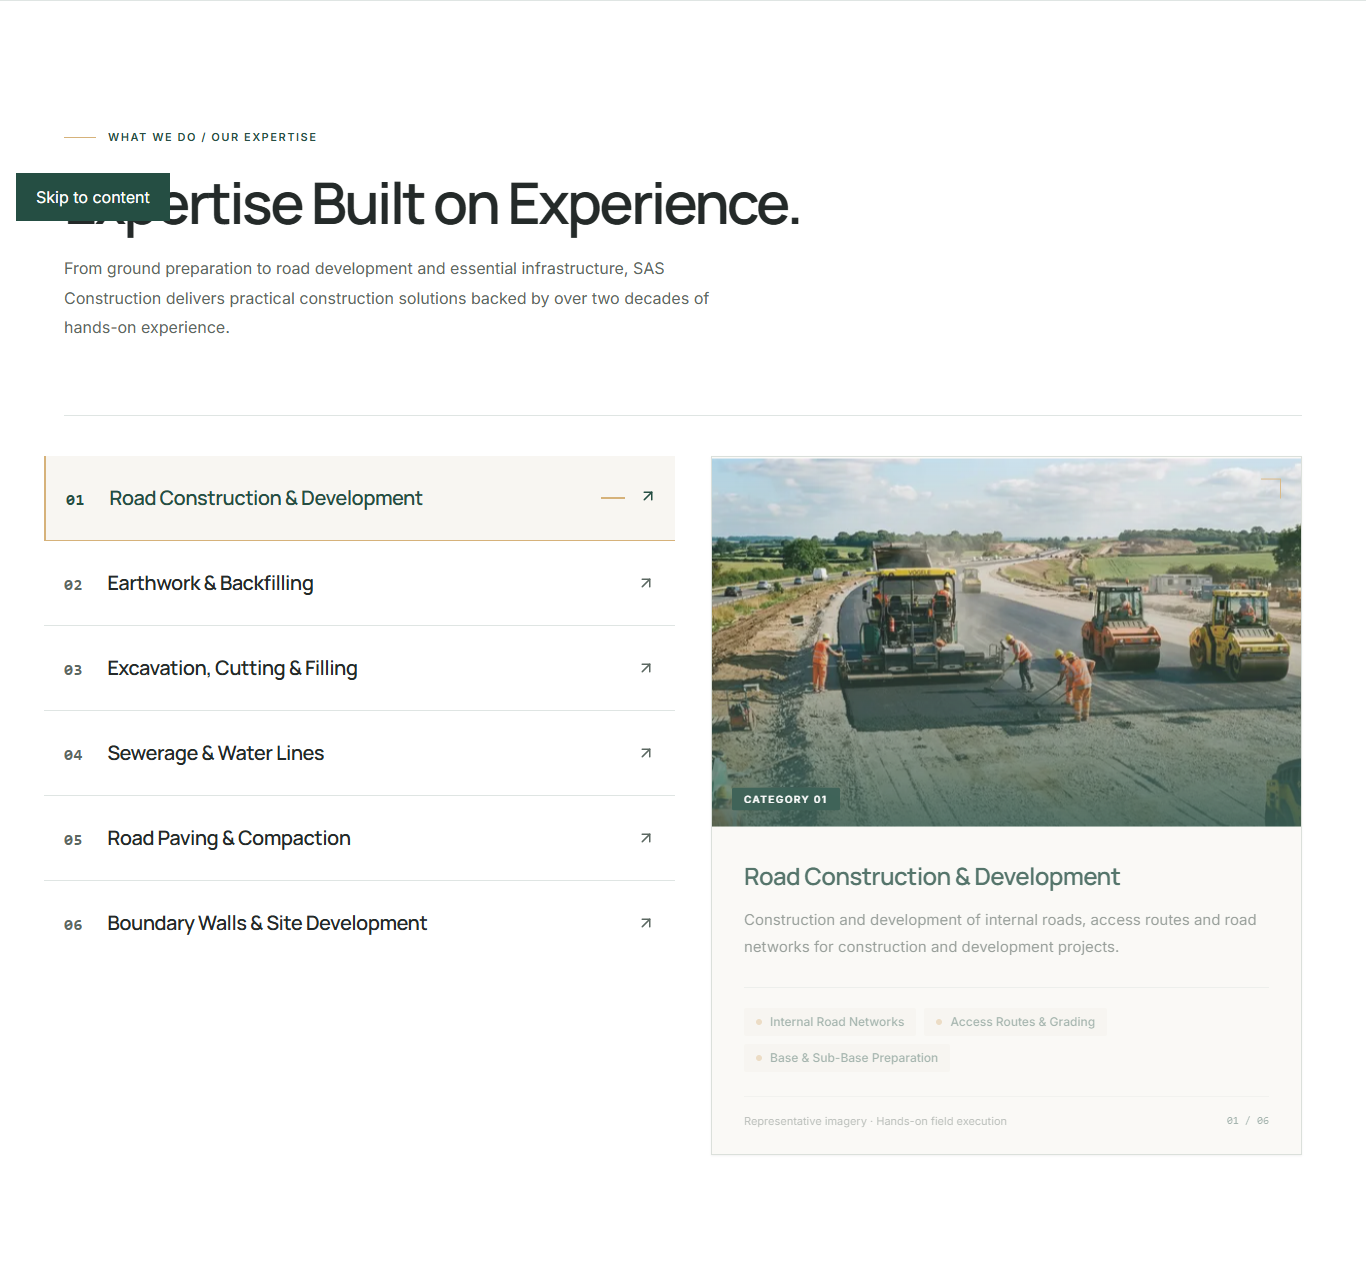 WHAT WE DO / OUR EXPERTISE
Skip to content
Expertise Built on Experience.
From ground preparation to road development and essential infrastructure, SAS
Construction delivers practical construction solutions backed by over two decades of
hands-on experience.
01 Road Construction & Development
02 Earthwork & Backfilling
03 Excavation, Cutting & Filling
04 Sewerage & Water Lines
05 Road Paving & Compaction
06 Boundary Walls & Site Development
CATEGORY 01
Road Construction & Development
Construction and development of internal roads, access routes and road
networks for construction and development projects.
Internal Road Networks
Access Routes & Grading
Base & Sub-Base Preparation
Representative imagery · Hands-on field execution
01 / 06